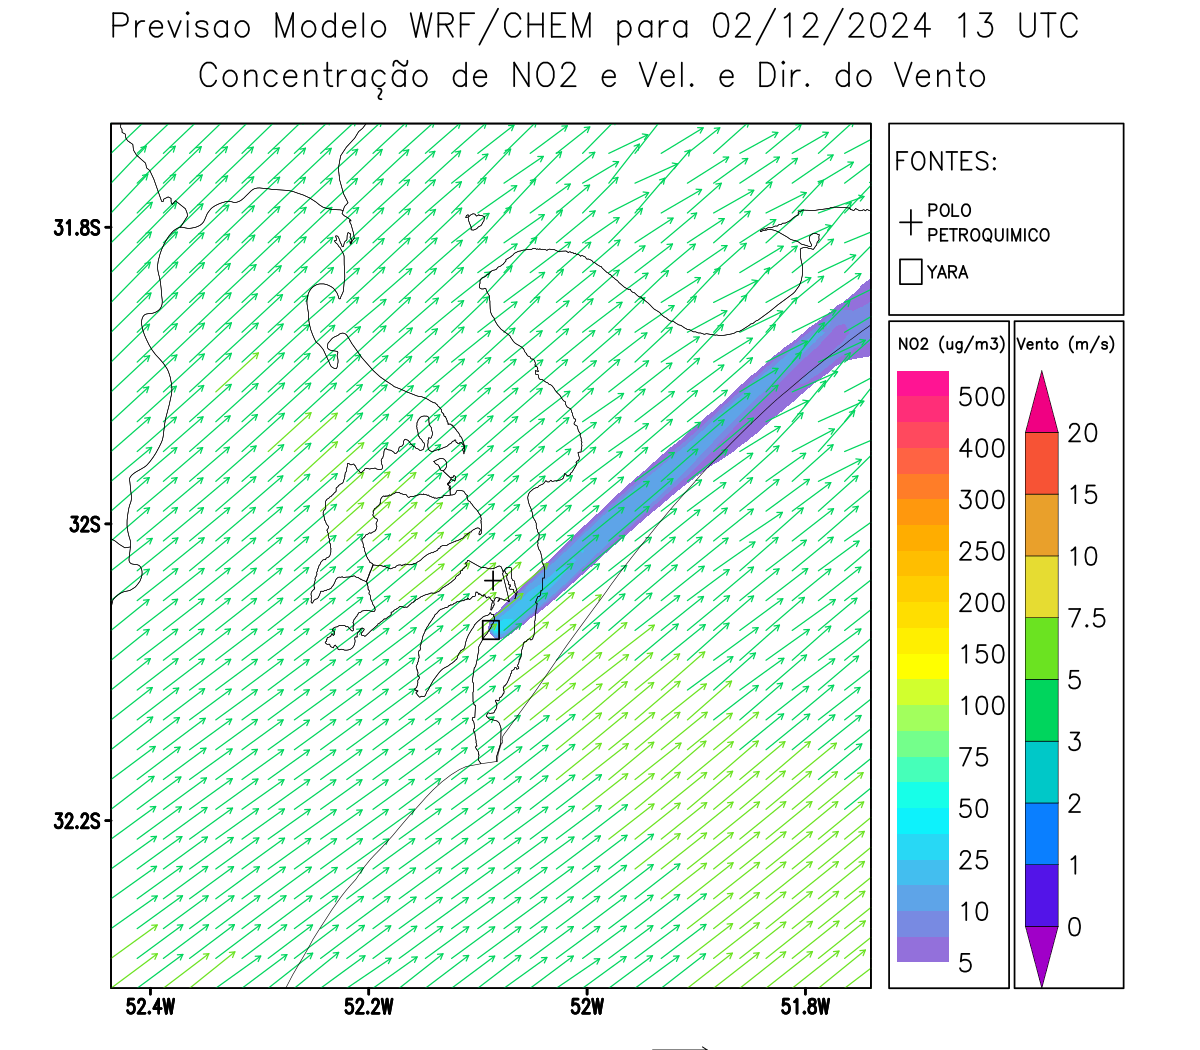 Previsao Modelo WRF/CHEM para 02/12/2024 13 UTC
Concentração de NO2 e Vel. e Dir. do Vento
FONTES:
POLO
PETROQUIMICO
YARA
NO2 (ug/m3)
500
400
300
250
200
150
100
75
50
25
10
5
Vento (m/s)
20
15
10
7.5
5
3
2
1
0
31.8S
32S
32.2S
52.4W
52.2W
52W
51.8W